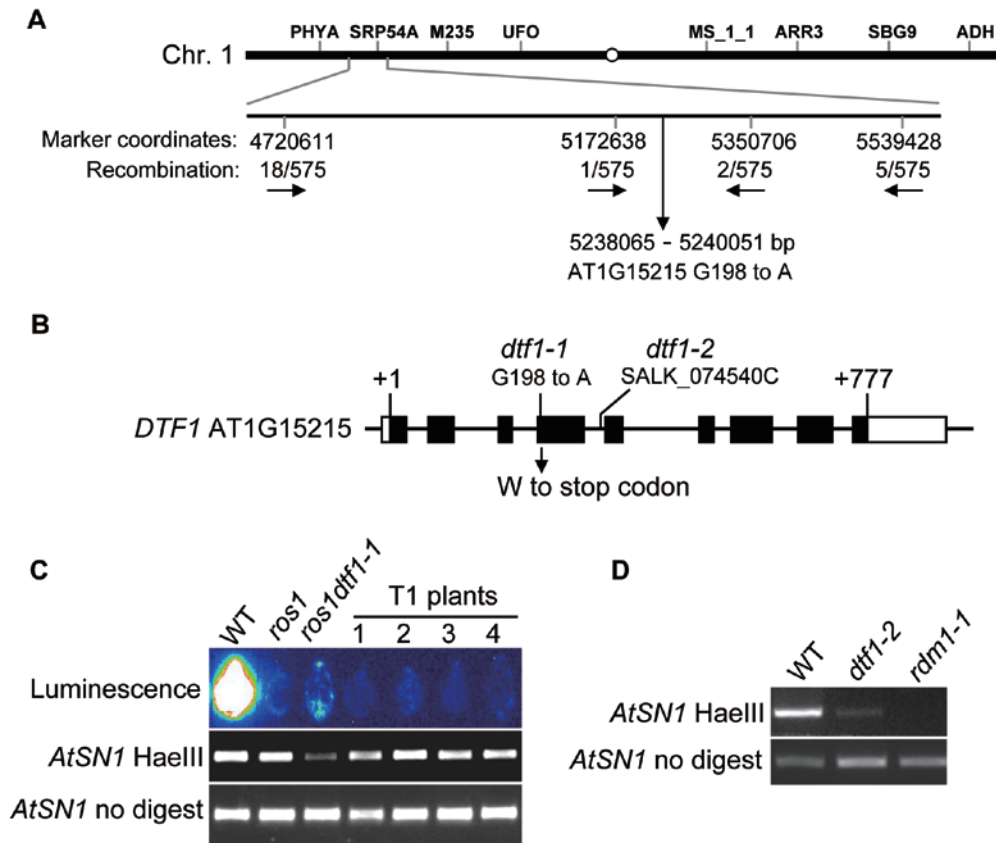 A
PHYA SRP54A M235 UFO MS_1_1 ARR3 SBG9 ADH
Chr. 1
Marker coordinates: 4720611 5172638 5350706 5539428
Recombination: 18/575 1/575 2/575 5/575
5238065 - 5240051 bp
AT1G15215 G198 to A
B
dtf1-1 dtf1-2
+1 G198 to A SALK_074540C +777
DTF1 AT1G15215
W to stop codon
C
WT ros1 ros1dtf1-1 T1 plants
1 2 3 4
Luminescence
AtSN1 HaeIII
AtSN1 no digest
D
WT dtf1-2 rdm1-1
AtSN1 HaeIII
AtSN1 no digest